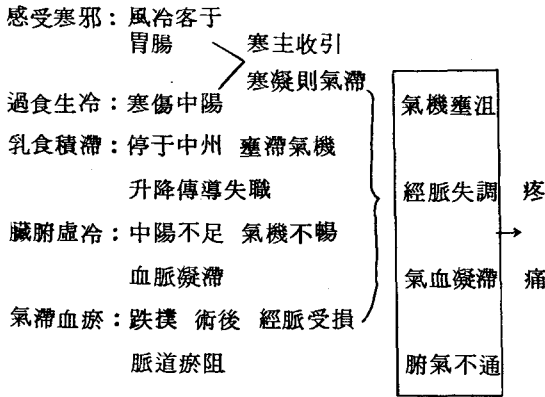 感受寒邪：風冷客于
胃腸
寒主收引
寒凝則氣滯
過食生冷：寒傷中陽
乳食積滯：停于中州 壅滯氣機
升降傳導失職
臟腑虛冷：中陽不足 氣機不暢
血脈凝滯
氣滯血瘀：跌撲 術後 經脈受損
脈道瘀阻
氣機壅沮
經脈失調
氣血凝滯
腑氣不通
→
疼
痛